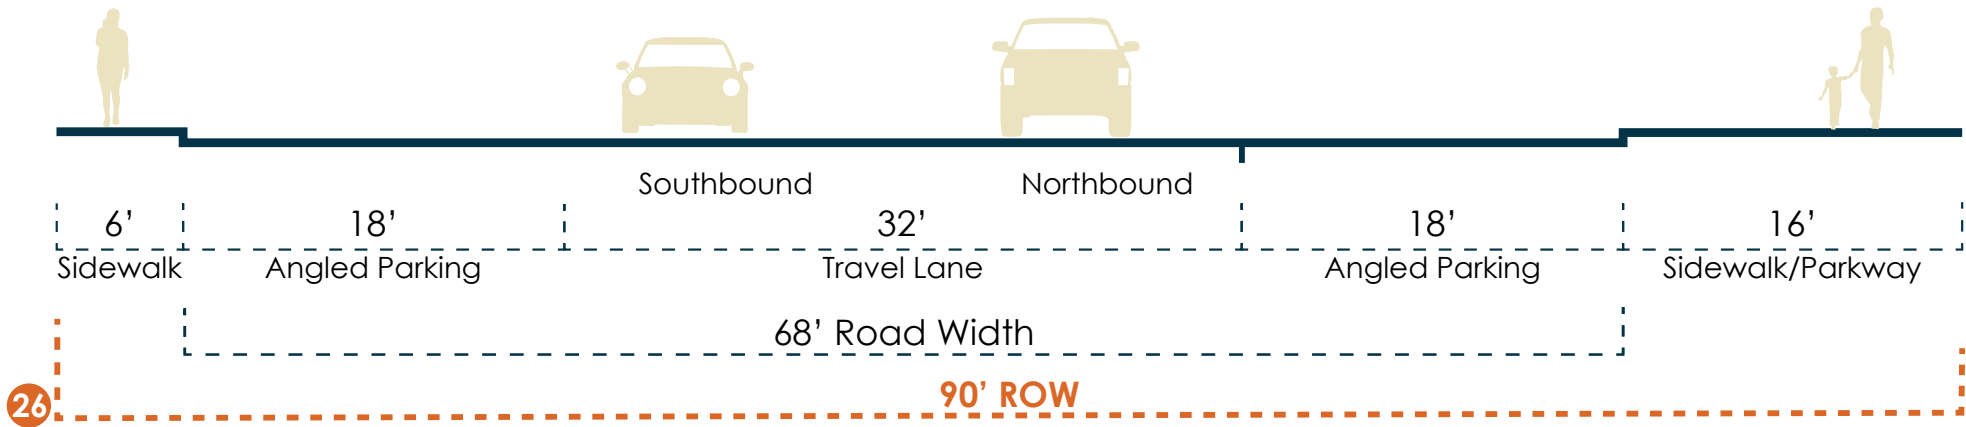 Southbound Northbound
6’ 18’ 32’ 18’ 16’
Sidewalk Angled Parking Travel Lane Angled Parking Sidewalk/Parkway
68’ Road Width
90’ ROW
26